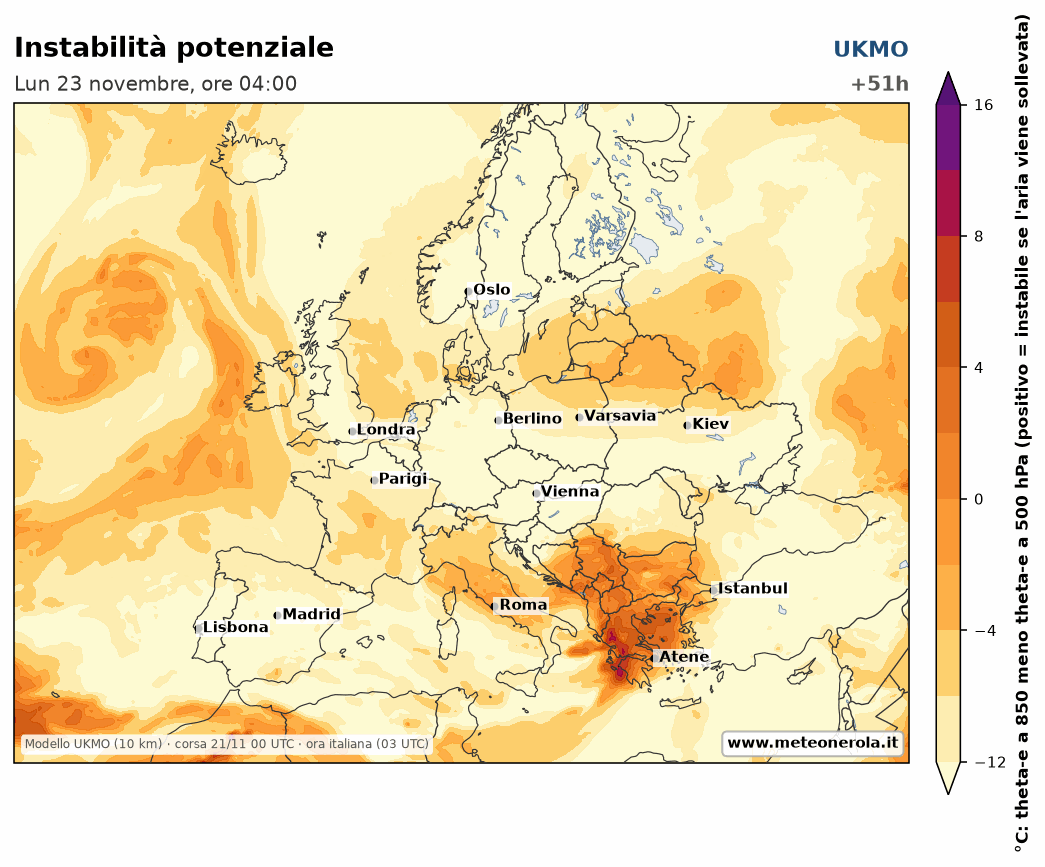 Instabilità potenziale
UKMO
Lun 23 novembre, ore 04:00
+51h
Oslo
Berlino
Varsavia
Kiev
Londra
Parigi
Vienna
Istanbul
Roma
Madrid
Lisbona
Atene
Modello UKMO (10 km) · corsa 21/11 00 UTC · ora italiana (03 UTC)
www.meteonerola.it
16
8
4
0
−4
−12
°C: theta-e a 850 meno theta-e a 500 hPa (positivo = instabile se l'aria viene sollevata)